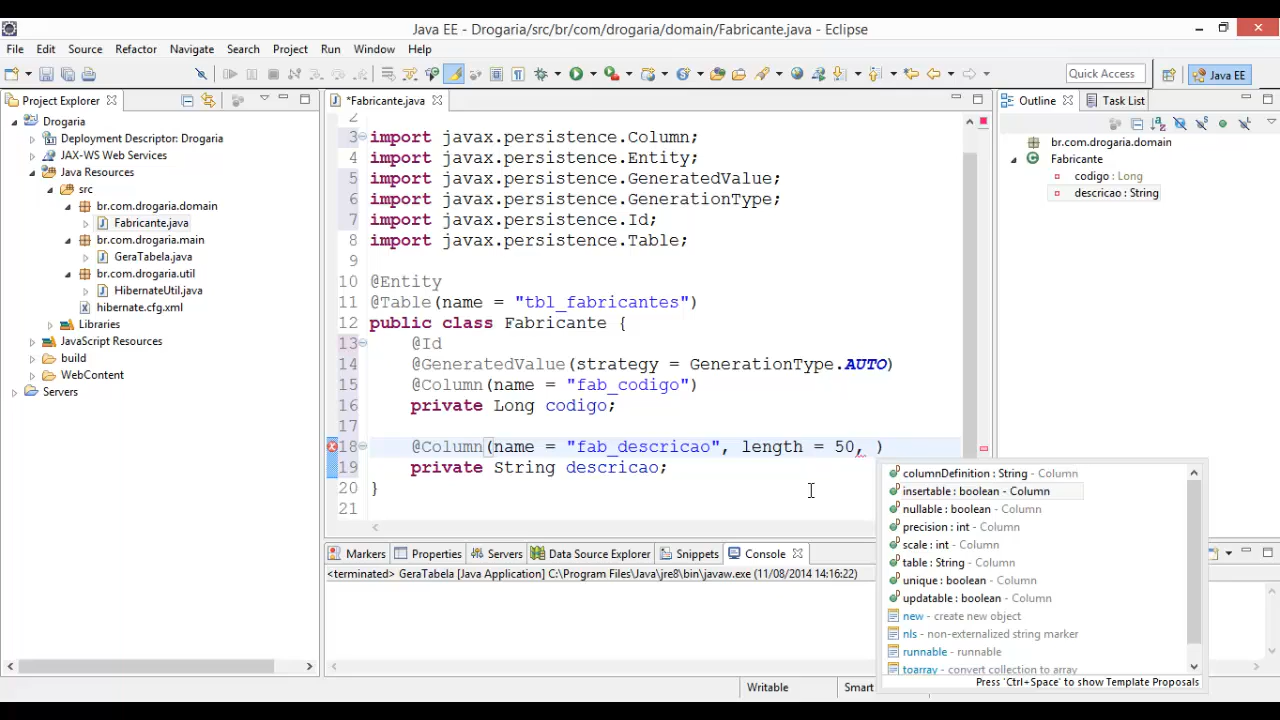 Java EE - Drogaria/src/br/com/drogaria/domain/Fabricante.java - Eclipse
File Edit Source Refactor Navigate Search Project Run Window Help
Quick Access
Java EE
Project Explorer
Drogaria
Deployment Descriptor: Drogaria
JAX-WS Web Services
Java Resources
src
br.com.drogaria.domain
Fabricante.java
br.com.drogaria.main
GeraTabela.java
br.com.drogaria.util
HibernateUtil.java
hibernate.cfg.xml
Libraries
JavaScript Resources
build
WebContent
Servers
*Fabricante.java
2
3 import javax.persistence.Column;
4 import javax.persistence.Entity;
5 import javax.persistence.GeneratedValue;
6 import javax.persistence.GenerationType;
7 import javax.persistence.Id;
8 import javax.persistence.Table;
9
10 @Entity
11 @Table(name = "tbl_fabricantes")
12 public class Fabricante {
13 @Id
14 @GeneratedValue(strategy = GenerationType.AUTO)
15 @Column(name = "fab_codigo")
16 private Long codigo;
17
18 @Column(name = "fab_descricao", length = 50, )
19 private String descricao;
20 }
21
columnDefinition : String - Column
insertable : boolean - Column
nullable : boolean - Column
precision : int - Column
scale : int - Column
table : String - Column
unique : boolean - Column
updatable : boolean - Column
new - create new object
nls - non-externalized string marker
runnable - runnable
toarray - convert collection to array
Press 'Ctrl+Space' to show Template Proposals
Outline Task List
br.com.drogaria.domain
Fabricante
codigo : Long
descricao : String
Markers Properties Servers Data Source Explorer Snippets Console
<terminated> GeraTabela [Java Application] C:\Program Files\Java\jre8\bin\javaw.exe (11/08/2014 14:16:22)
Writable Smart